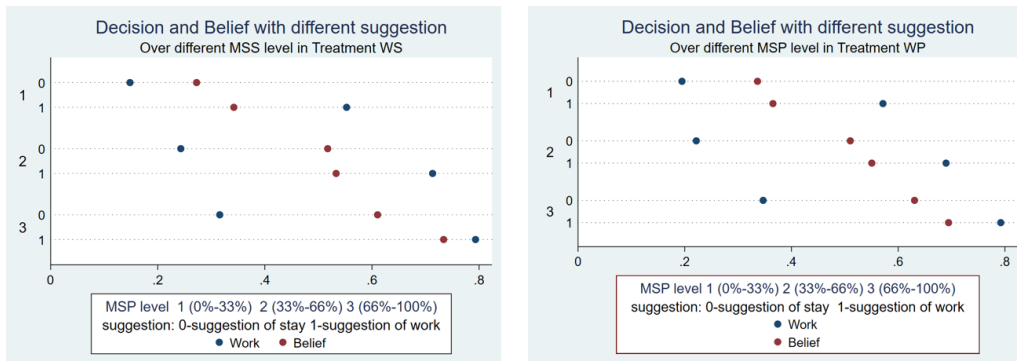 Decision and Belief with different suggestion
Over different MSS level in Treatment WS
1
0
1
2
0
1
3
0
1
0
.2
.4
.6
.8
MSP level 1 (0%-33%) 2 (33%-66%) 3 (66%-100%)
suggestion: 0-suggestion of stay 1-suggestion of work
Work
Belief
Decision and Belief with different suggestion
Over different MSP level in Treatment WP
1
0
1
2
0
1
3
0
1
0
.2
.4
.6
.8
MSP level 1 (0%-33%) 2 (33%-66%) 3 (66%-100%)
suggestion: 0-suggestion of stay 1-suggestion of work
Work
Belief